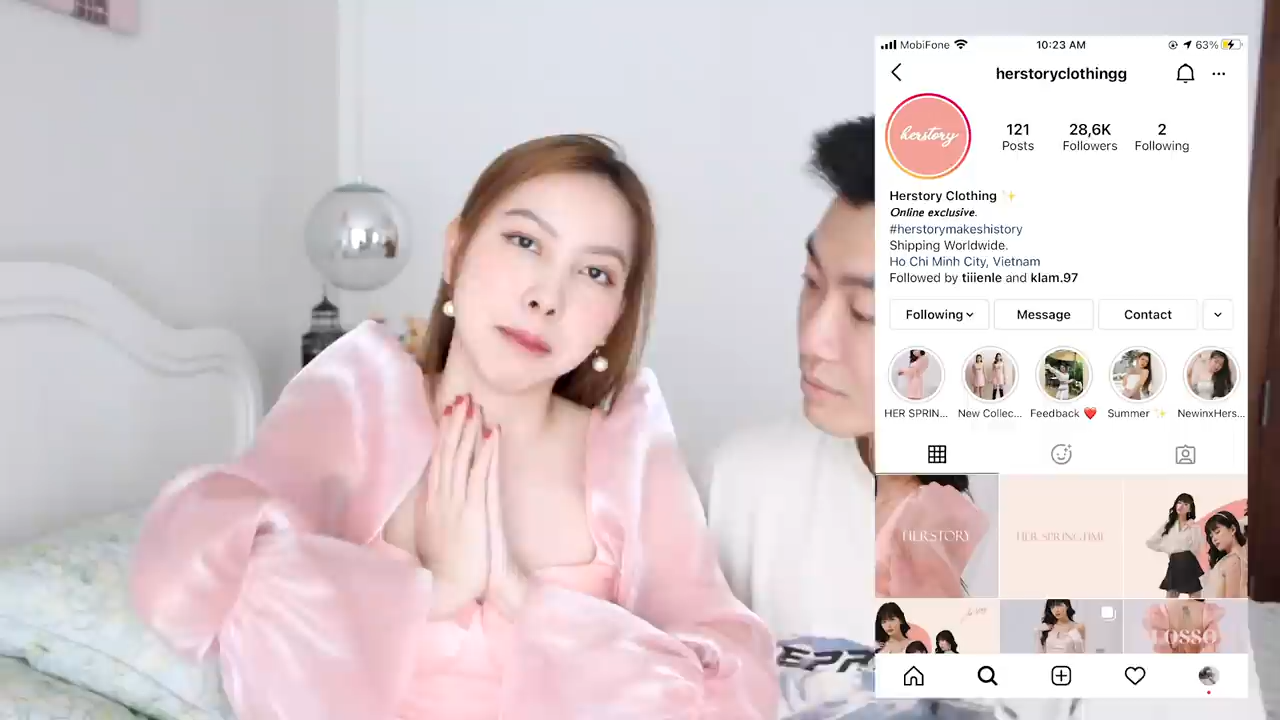 MobiFone
10:23 AM
63%
herstoryclothingg
herstory
121
28,6K
2
Posts
Followers
Following
Herstory Clothing ✨
Online exclusive.
#herstorymakeshistory
Shipping Worldwide.
Ho Chi Minh City, Vietnam
Followed by tiiienle and klam.97
Following
Message
Contact
HER SPRIN...
New Collec...
Feedback ❤️
Summer ✨
NewinxHers...
HERSTORY
HER SPRINGTIME